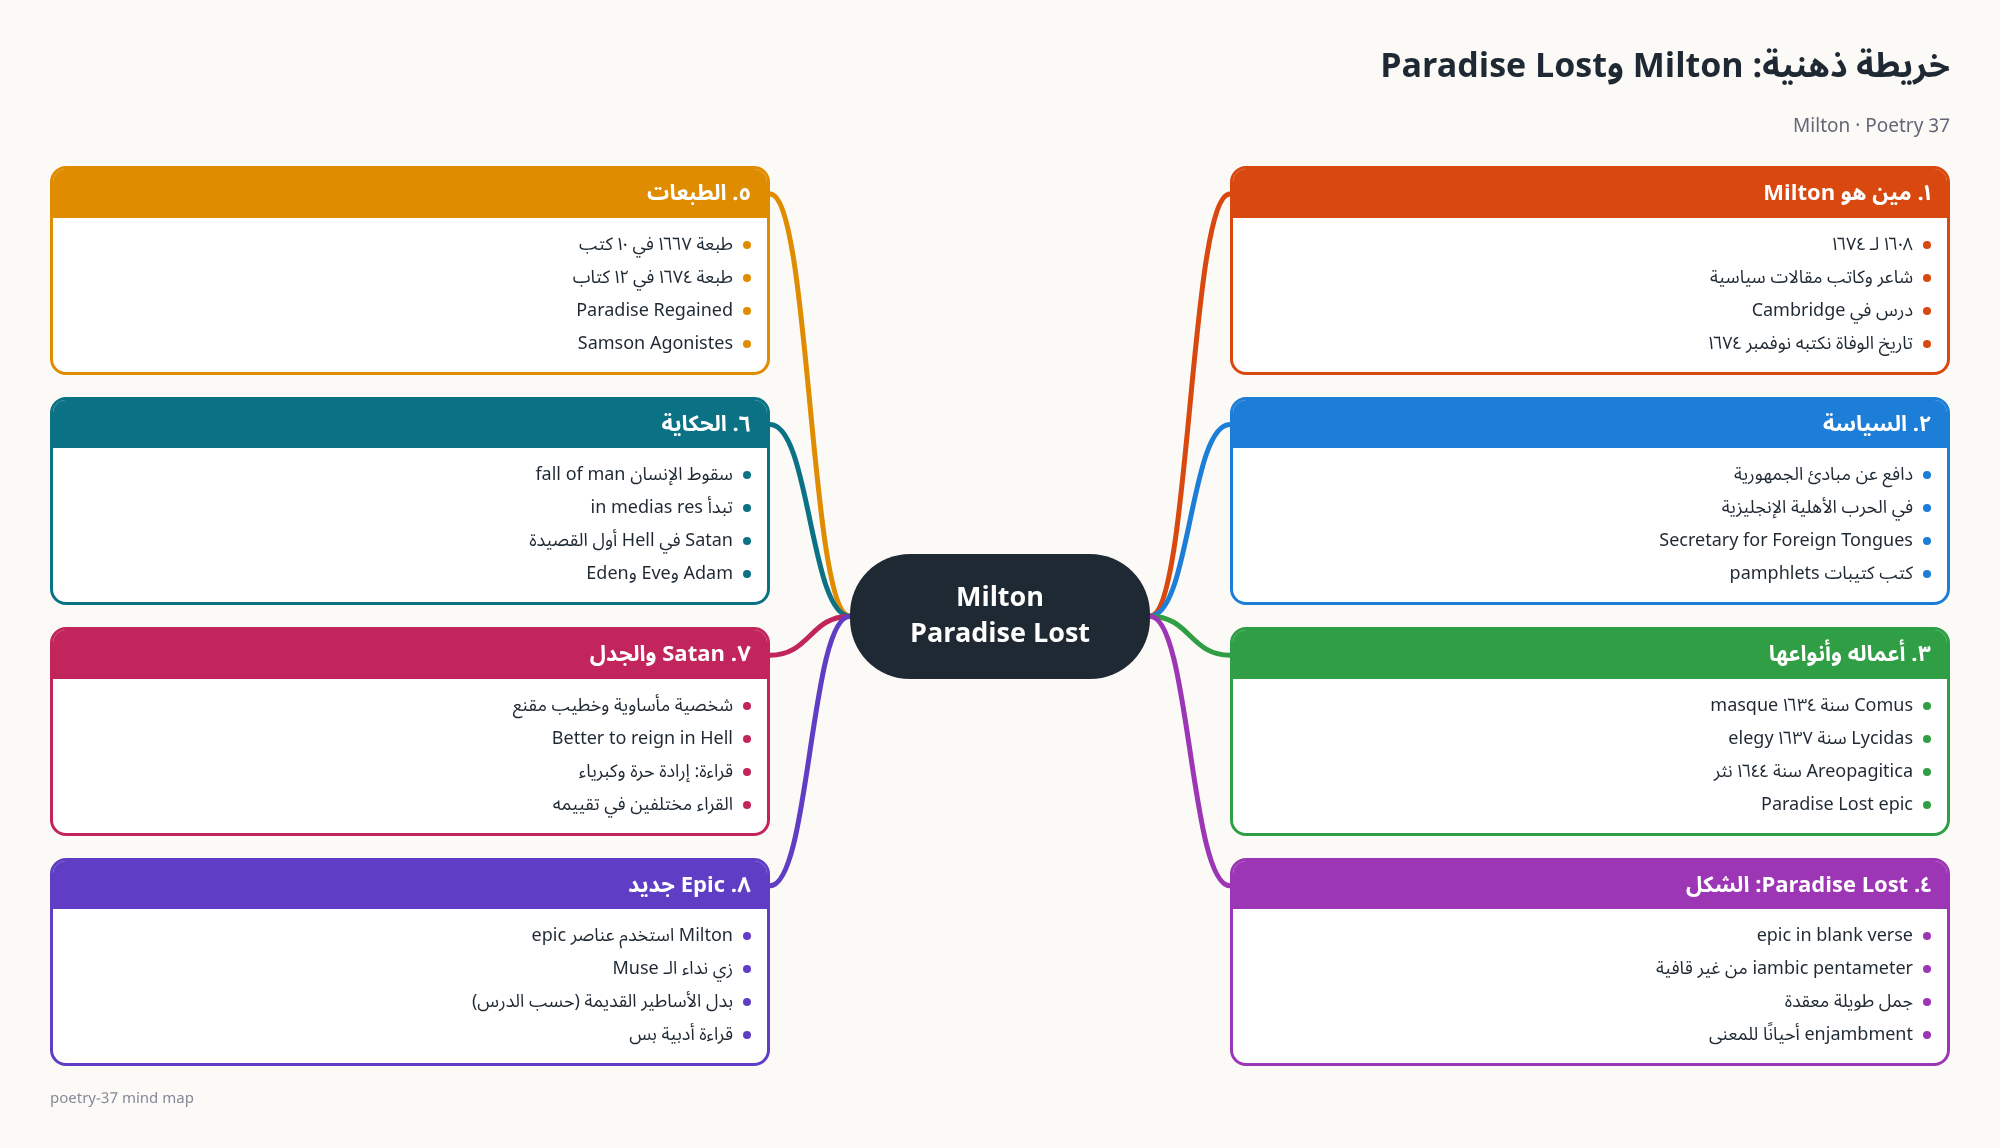 خريطة ذهنية: Milton وParadise Lost
Milton · Poetry 37
١. مين هو Milton
١٦٠٨ لـ ١٦٧٤
شاعر وكاتب مقالات سياسية
درس في Cambridge
تاريخ الوفاة نكتبه نوفمبر ١٦٧٤
٢. السياسة
دافع عن مبادئ الجمهورية
في الحرب الأهلية الإنجليزية
Secretary for Foreign Tongues
كتب كتيبات pamphlets
٣. أعماله وأنواعها
Comus سنة ١٦٣٤ masque
Lycidas سنة ١٦٣٧ elegy
Areopagitica سنة ١٦٤٤ نثر
Paradise Lost epic
٤. Paradise Lost: الشكل
epic in blank verse
iambic pentameter من غير قافية
جمل طويلة معقدة
enjambment أحيانًا للمعنى
Milton
Paradise Lost
٥. الطبعات
طبعة ١٦٦٧ في ١٠ كتب
طبعة ١٦٧٤ في ١٢ كتاب
Paradise Regained
Samson Agonistes
٦. الحكاية
سقوط الإنسان fall of man
تبدأ in medias res
Satan في Hell أول القصيدة
Adam وEve وEden
٧. Satan والجدل
شخصية مأساوية وخطيب مقنع
Better to reign in Hell
قراءة: إرادة حرة وكبرياء
القراء مختلفين في تقييمه
٨. Epic جديد
Milton استخدم عناصر epic
زي نداء الـ Muse
بدل الأساطير القديمة (حسب الدرس)
قراءة أدبية بس
poetry-37 mind map